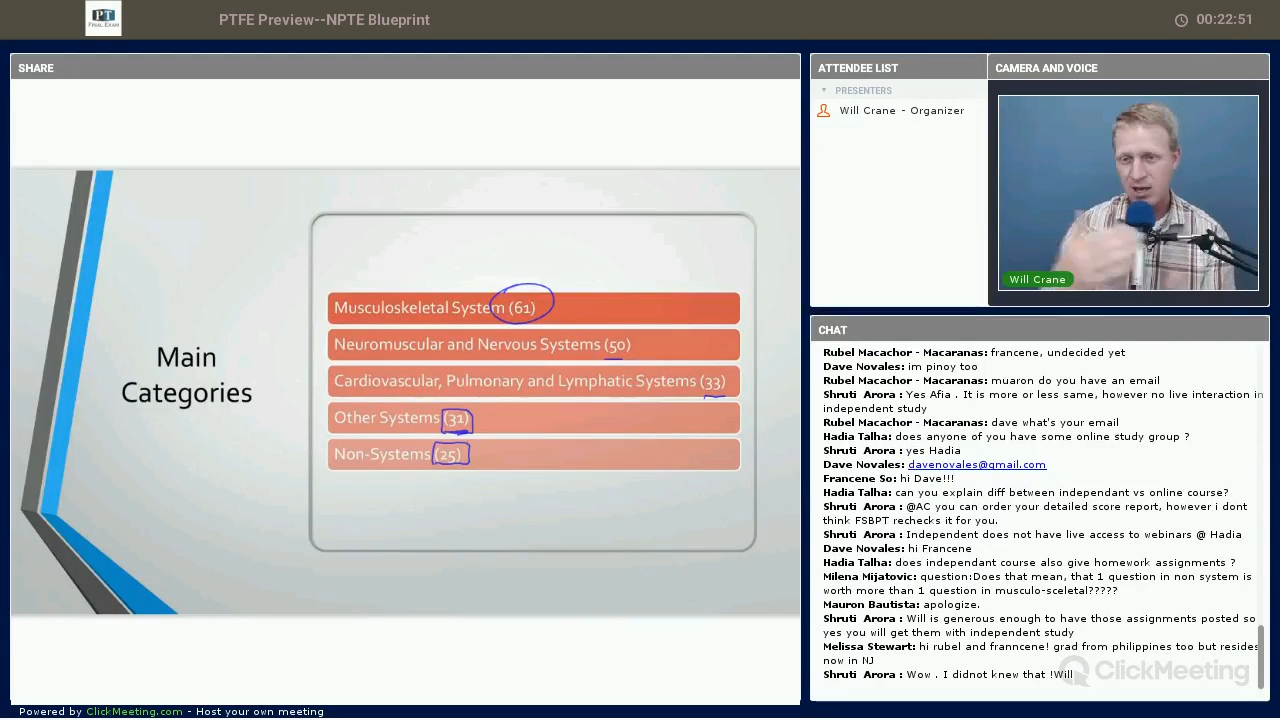 PT
FINAL EXAM
PTFE Preview--NPTE Blueprint
00:22:51
SHARE
Main
Categories
Musculoskeletal System (61)
Neuromuscular and Nervous Systems (50)
Cardiovascular, Pulmonary and Lymphatic Systems (33)
Other Systems (31)
Non-Systems (25)
ATTENDEE LIST
PRESENTERS
Will Crane - Organizer
CAMERA AND VOICE
Will Crane
CHAT
Rubel Macachor - Macaranas: francene, undecided yet
Dave Novales: im pinoy too
Rubel Macachor - Macaranas: muaron do you have an email
Shruti Arora : Yes Afia . It is more or less same, however no live interaction in
independent study
Rubel Macachor - Macaranas: dave what's your email
Hadia Talha: does anyone of you have some online study group ?
Shruti Arora : yes Hadia
Dave Novales: davenovales@gmail.com
Francene So: hi Dave!!!
Hadia Talha: can you explain diff between independant vs online course?
Shruti Arora : @AC you can order your detailed score report, however i dont
think FSBPT rechecks it for you.
Shruti Arora : Independent does not have live access to webinars @ Hadia
Dave Novales: hi Francene
Hadia Talha: does independant course also give homework assignments ?
Milena Mijatovic: question:Does that mean, that 1 question in non system is
worth more than 1 question in musculo-sceletal?????
Mauron Bautista: apologize.
Shruti Arora : Will is generous enough to have those assignments posted so
yes you will get them with independent study
Melissa Stewart: hi rubel and franncene! grad from philippines too but resides
now in NJ
Shruti Arora : Wow . I didnot knew that !Will
ClickMeeting
Powered by ClickMeeting.com - Host your own meeting